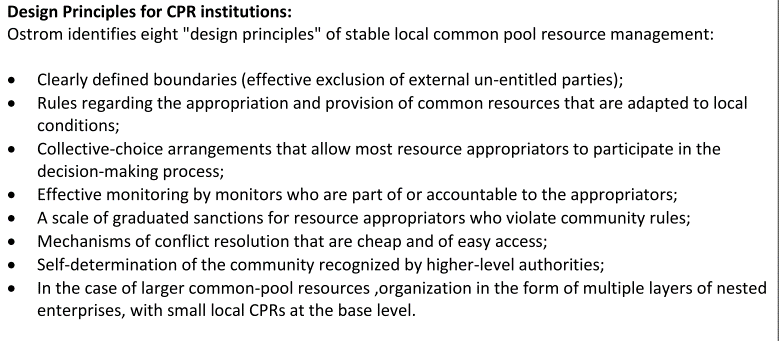 Design Principles for CPR institutions:
Ostrom identifies eight "design principles" of stable local common pool resource management:
• Clearly defined boundaries (effective exclusion of external un-entitled parties);
• Rules regarding the appropriation and provision of common resources that are adapted to local
conditions;
• Collective-choice arrangements that allow most resource appropriators to participate in the
decision-making process;
• Effective monitoring by monitors who are part of or accountable to the appropriators;
• A scale of graduated sanctions for resource appropriators who violate community rules;
• Mechanisms of conflict resolution that are cheap and of easy access;
• Self-determination of the community recognized by higher-level authorities;
• In the case of larger common-pool resources ,organization in the form of multiple layers of nested
enterprises, with small local CPRs at the base level.